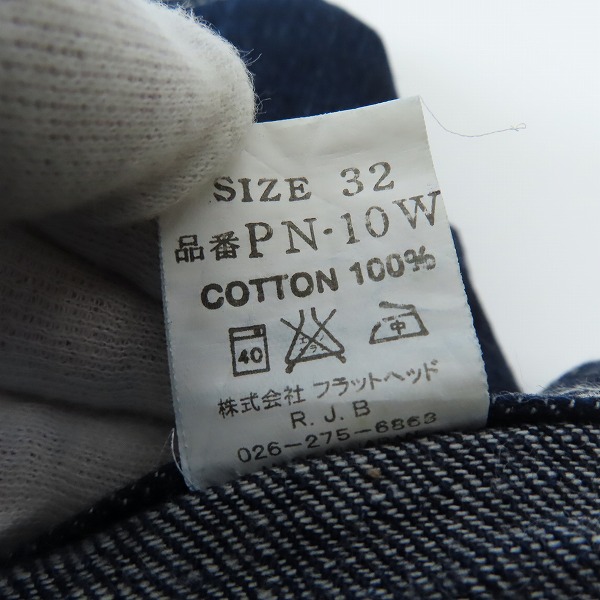 SIZE 32
品番PN-10W
COTTON 100%
40 中
株式会社 フラットヘッド
R.J.B
026-275-6863